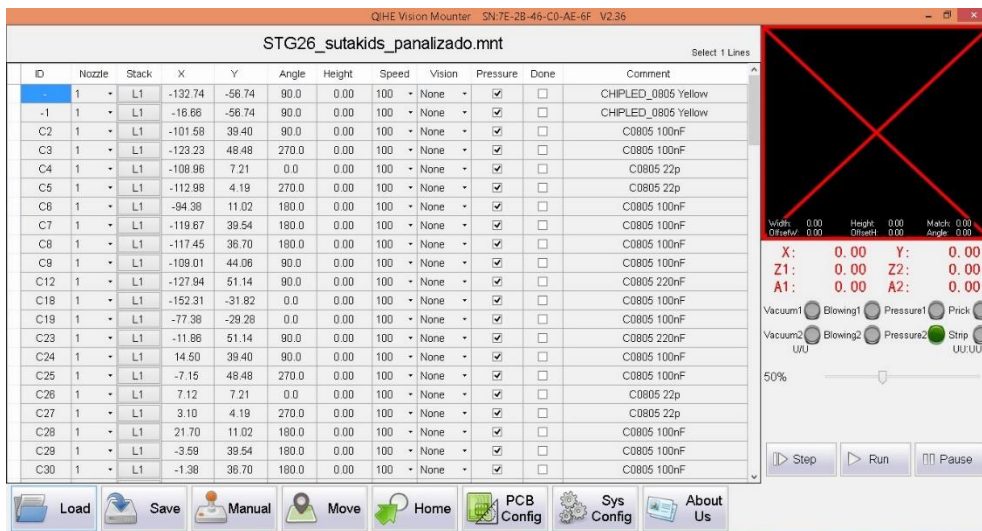 QIHE Vision Mounter SN:7E-2B-46-C0-AE-6F V2.36
STG26_sutakids_panalizado.mnt
Select 1 Lines
ID Nozzle Stack X Y Angle Height Speed Vision Pressure Done Comment
- 1 L1 -132.74 -56.74 90.0 0.00 100 None CHIPLED_0805 Yellow
-1 1 L1 -16.66 -56.74 90.0 0.00 100 None CHIPLED_0805 Yellow
C2 1 L1 -101.58 39.40 90.0 0.00 100 None C0805 100nF
C3 1 L1 -123.23 48.48 270.0 0.00 100 None C0805 100nF
C4 1 L1 -108.96 7.21 0.0 0.00 100 None C0805 22p
C5 1 L1 -112.98 4.19 270.0 0.00 100 None C0805 22p
C6 1 L1 -94.38 11.02 180.0 0.00 100 None C0805 100nF
C7 1 L1 -119.67 39.54 180.0 0.00 100 None C0805 100nF
C8 1 L1 -117.45 36.70 180.0 0.00 100 None C0805 100nF
C9 1 L1 -109.01 44.06 90.0 0.00 100 None C0805 100nF
C12 1 L1 -127.94 51.14 90.0 0.00 100 None C0805 220nF
C18 1 L1 -152.31 -31.82 0.0 0.00 100 None C0805 100nF
C19 1 L1 -77.38 -29.28 0.0 0.00 100 None C0805 100nF
C23 1 L1 -11.86 51.14 90.0 0.00 100 None C0805 220nF
C24 1 L1 14.50 39.40 90.0 0.00 100 None C0805 100nF
C25 1 L1 -7.15 48.48 270.0 0.00 100 None C0805 100nF
C26 1 L1 7.12 7.21 0.0 0.00 100 None C0805 22p
C27 1 L1 3.10 4.19 270.0 0.00 100 None C0805 22p
C28 1 L1 21.70 11.02 180.0 0.00 100 None C0805 100nF
C29 1 L1 -3.59 39.54 180.0 0.00 100 None C0805 100nF
C30 1 L1 -1.38 36.70 180.0 0.00 100 None C0805 100nF
Width: 0.00 Height: 0.00 Match: 0.00
OffsetW: 0.00 OffsetH: 0.00 Angle: 0.00
X: 0.00 Y: 0.00
Z1: 0.00 Z2: 0.00
A1: 0.00 A2: 0.00
Vacuum1 Blowing1 Pressure1 Prick
Vacuum2 Blowing2 Pressure2 Strip
50%
Step Run Pause
Load Save Manual Move Home PCB Config Sys Config About Us